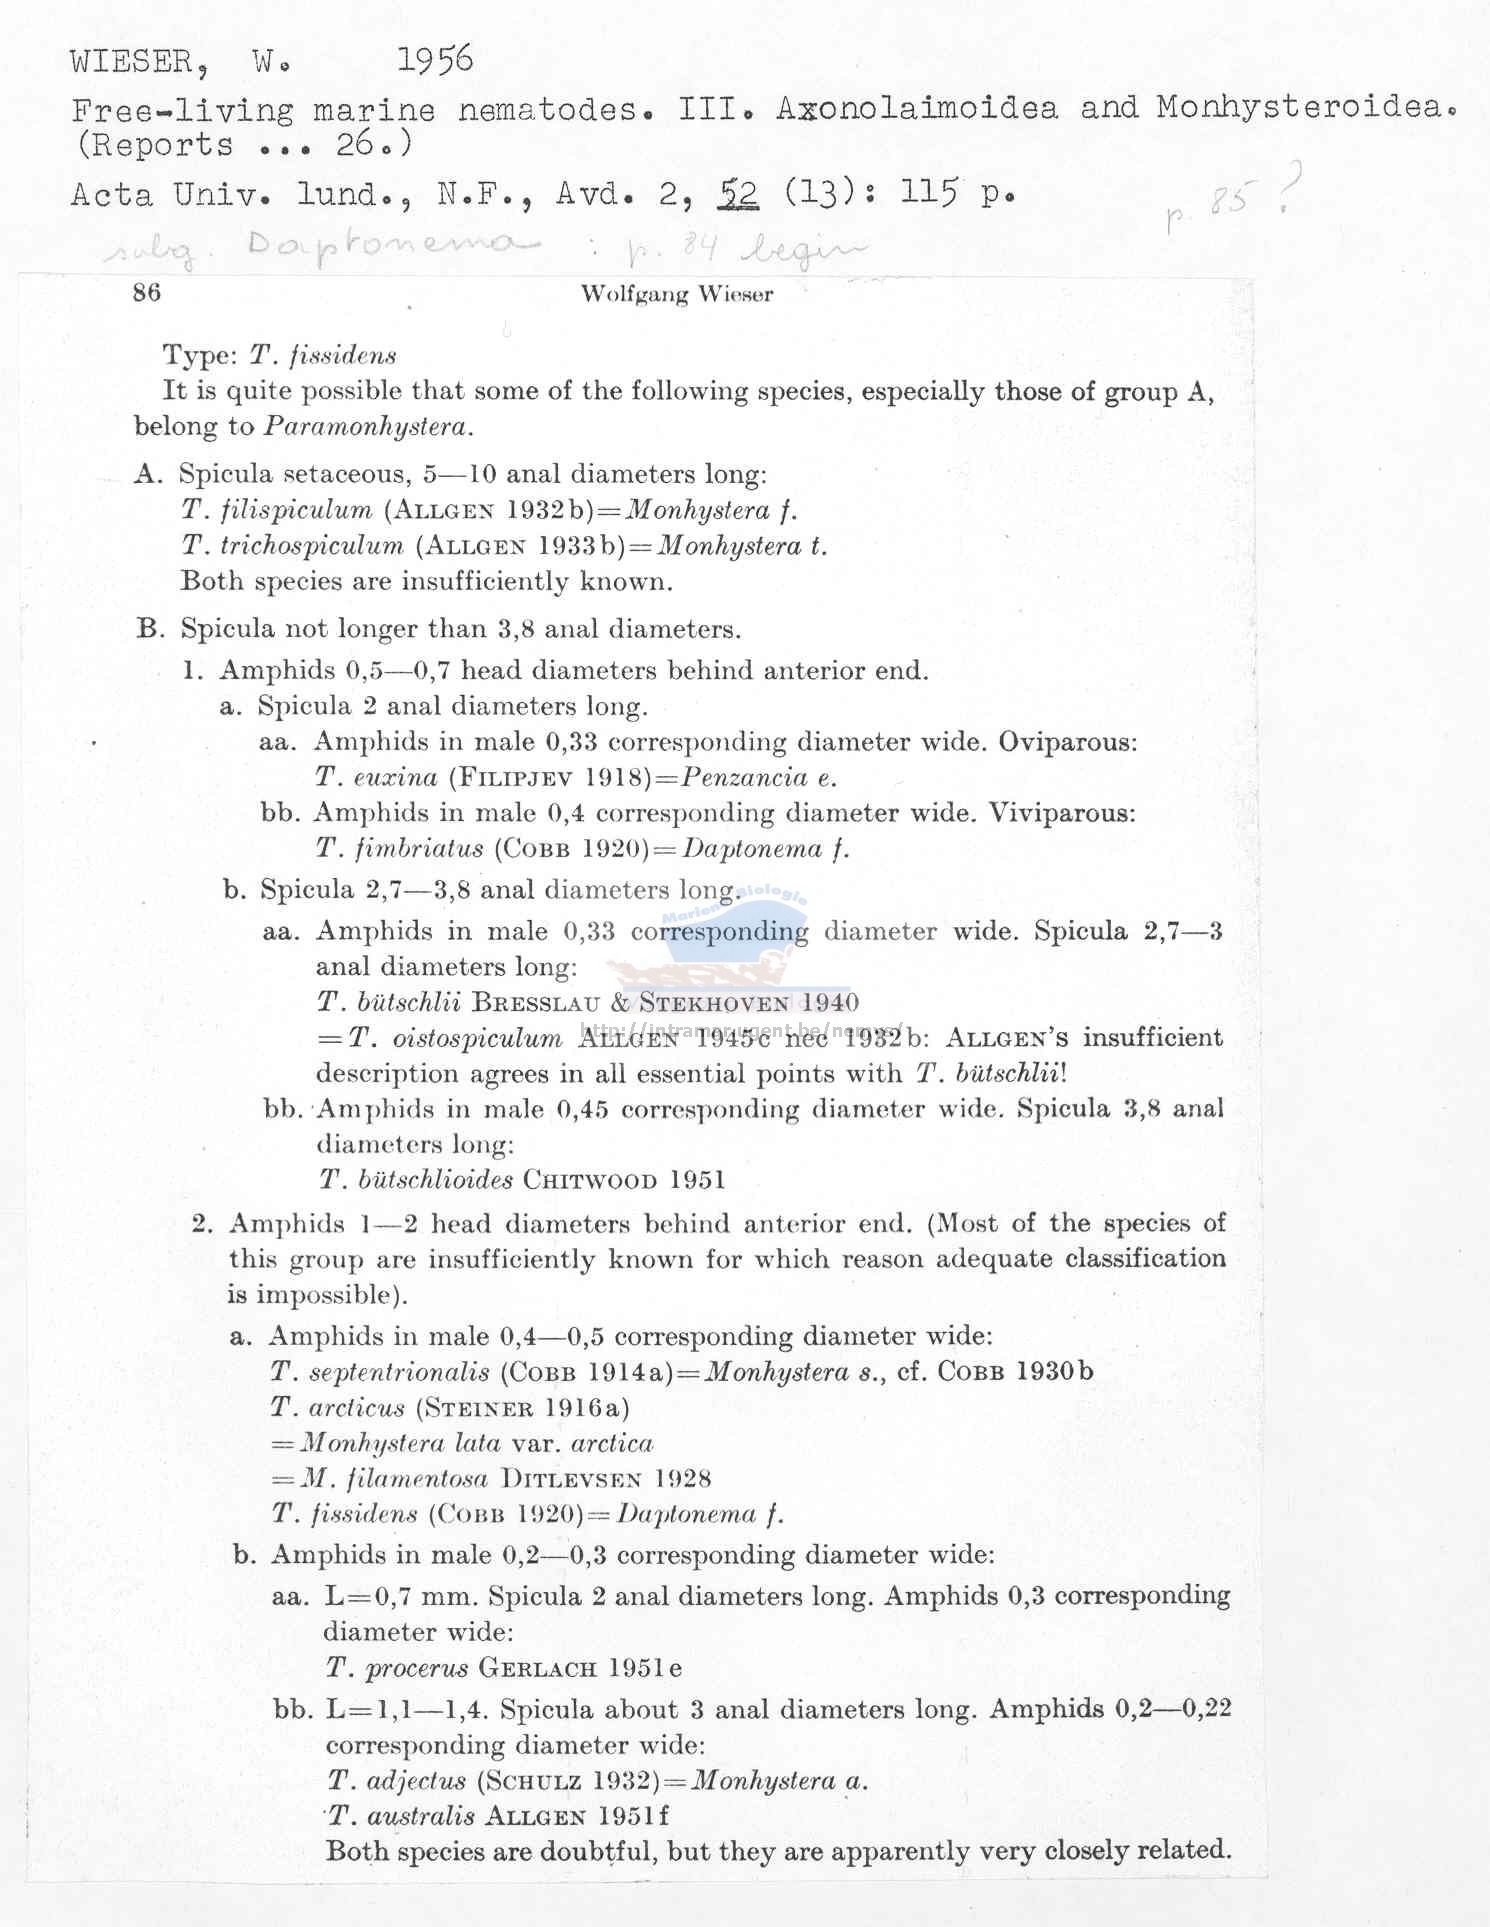 WIESER, W. 1956
Free-living marine nematodes. III. Axonolaimoidea and Monhysteroidea.
(Reports ... 26.)
Acta Univ. lund., N.F., Avd. 2, 52 (13): 115 p.
p. 85 ?
subg. Daptonema : p. 84 begin
86 Wolfgang Wieser
Type: T. fissidens
It is quite possible that some of the following species, especially those of group A,
belong to Paramonhystera.
A. Spicula setaceous, 5—10 anal diameters long:
T. filispiculum (ALLGEN 1932b)=Monhystera f.
T. trichospiculum (ALLGEN 1933b)=Monhystera t.
Both species are insufficiently known.
B. Spicula not longer than 3,8 anal diameters.
1. Amphids 0,5—0,7 head diameters behind anterior end.
a. Spicula 2 anal diameters long.
aa. Amphids in male 0,33 corresponding diameter wide. Oviparous:
T. euxina (FILIPJEV 1918)=Penzancia e.
bb. Amphids in male 0,4 corresponding diameter wide. Viviparous:
T. fimbriatus (COBB 1920)=Daptonema f.
b. Spicula 2,7—3,8 anal diameters long.
Mariene Biologie
aa. Amphids in male 0,33 corresponding diameter wide. Spicula 2,7—3
anal diameters long:
T. bütschlii BRESSLAU & STEKHOVEN 1940
http://intramar.ugent.be/nemys/
=T. oistospiculum ALLGEN 1945c nec 1932b: ALLGEN'S insufficient
description agrees in all essential points with T. bütschlii!
bb. Amphids in male 0,45 corresponding diameter wide. Spicula 3,8 anal
diameters long:
T. bütschlioides CHITWOOD 1951
2. Amphids 1—2 head diameters behind anterior end. (Most of the species of
this group are insufficiently known for which reason adequate classification
is impossible).
a. Amphids in male 0,4—0,5 corresponding diameter wide:
T. septentrionalis (COBB 1914a)=Monhystera s., cf. COBB 1930b
T. arcticus (STEINER 1916a)
=Monhystera lata var. arctica
=M. filamentosa DITLEVSEN 1928
T. fissidens (COBB 1920)=Daptonema f.
b. Amphids in male 0,2—0,3 corresponding diameter wide:
aa. L=0,7 mm. Spicula 2 anal diameters long. Amphids 0,3 corresponding
diameter wide:
T. procerus GERLACH 1951e
bb. L=1,1—1,4. Spicula about 3 anal diameters long. Amphids 0,2—0,22
corresponding diameter wide:
T. adjectus (SCHULZ 1932)=Monhystera a.
T. australis ALLGEN 1951f
Both species are doubtful, but they are apparently very closely related.